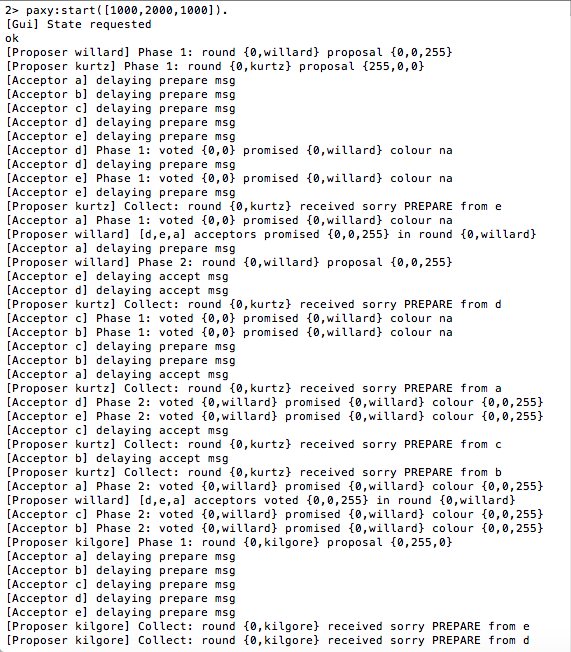 2> paxy:start([1000,2000,1000]).
[Gui] State requested
ok
[Proposer willard] Phase 1: round {0,willard} proposal {0,0,255}
[Proposer kurtz] Phase 1: round {0,kurtz} proposal {255,0,0}
[Acceptor a] delaying prepare msg
[Acceptor b] delaying prepare msg
[Acceptor c] delaying prepare msg
[Acceptor d] delaying prepare msg
[Acceptor e] delaying prepare msg
[Acceptor d] Phase 1: voted {0,0} promised {0,willard} colour na
[Acceptor d] delaying prepare msg
[Acceptor e] Phase 1: voted {0,0} promised {0,willard} colour na
[Acceptor e] delaying prepare msg
[Proposer kurtz] Collect: round {0,kurtz} received sorry PREPARE from e
[Acceptor a] Phase 1: voted {0,0} promised {0,willard} colour na
[Proposer willard] [d,e,a] acceptors promised {0,0,255} in round {0,willard}
[Acceptor a] delaying prepare msg
[Proposer willard] Phase 2: round {0,willard} proposal {0,0,255}
[Acceptor e] delaying accept msg
[Acceptor d] delaying accept msg
[Proposer kurtz] Collect: round {0,kurtz} received sorry PREPARE from d
[Acceptor c] Phase 1: voted {0,0} promised {0,willard} colour na
[Acceptor b] Phase 1: voted {0,0} promised {0,willard} colour na
[Acceptor c] delaying prepare msg
[Acceptor b] delaying prepare msg
[Acceptor a] delaying accept msg
[Proposer kurtz] Collect: round {0,kurtz} received sorry PREPARE from a
[Acceptor d] Phase 2: voted {0,willard} promised {0,willard} colour {0,0,255}
[Acceptor e] Phase 2: voted {0,willard} promised {0,willard} colour {0,0,255}
[Acceptor c] delaying accept msg
[Proposer kurtz] Collect: round {0,kurtz} received sorry PREPARE from c
[Acceptor b] delaying accept msg
[Proposer kurtz] Collect: round {0,kurtz} received sorry PREPARE from b
[Acceptor a] Phase 2: voted {0,willard} promised {0,willard} colour {0,0,255}
[Proposer willard] [d,e,a] acceptors voted {0,0,255} in round {0,willard}
[Acceptor c] Phase 2: voted {0,willard} promised {0,willard} colour {0,0,255}
[Acceptor b] Phase 2: voted {0,willard} promised {0,willard} colour {0,0,255}
[Proposer kilgore] Phase 1: round {0,kilgore} proposal {0,255,0}
[Acceptor a] delaying prepare msg
[Acceptor b] delaying prepare msg
[Acceptor c] delaying prepare msg
[Acceptor d] delaying prepare msg
[Acceptor e] delaying prepare msg
[Proposer kilgore] Collect: round {0,kilgore} received sorry PREPARE from e
[Proposer kilgore] Collect: round {0,kilgore} received sorry PREPARE from d